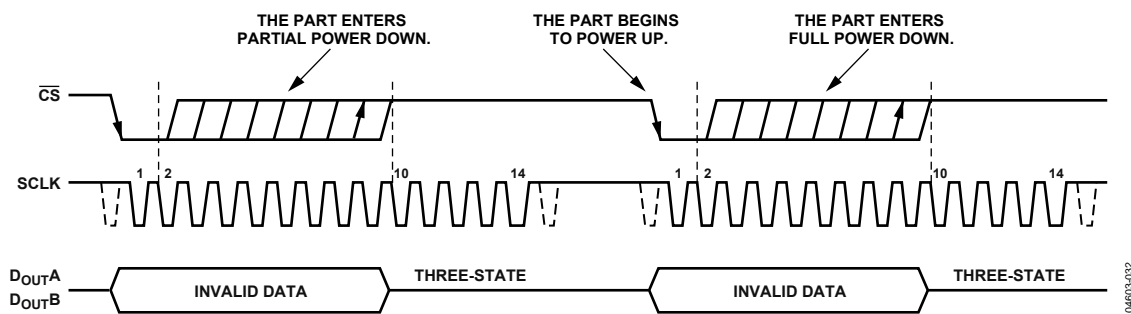 THE PART ENTERS
PARTIAL POWER DOWN.
THE PART BEGINS
TO POWER UP.
THE PART ENTERS
FULL POWER DOWN.
CS
SCLK
1 2 10 14 1 2 10 14
DOUTA
DOUTB
INVALID DATA THREE-STATE INVALID DATA THREE-STATE
04603-032